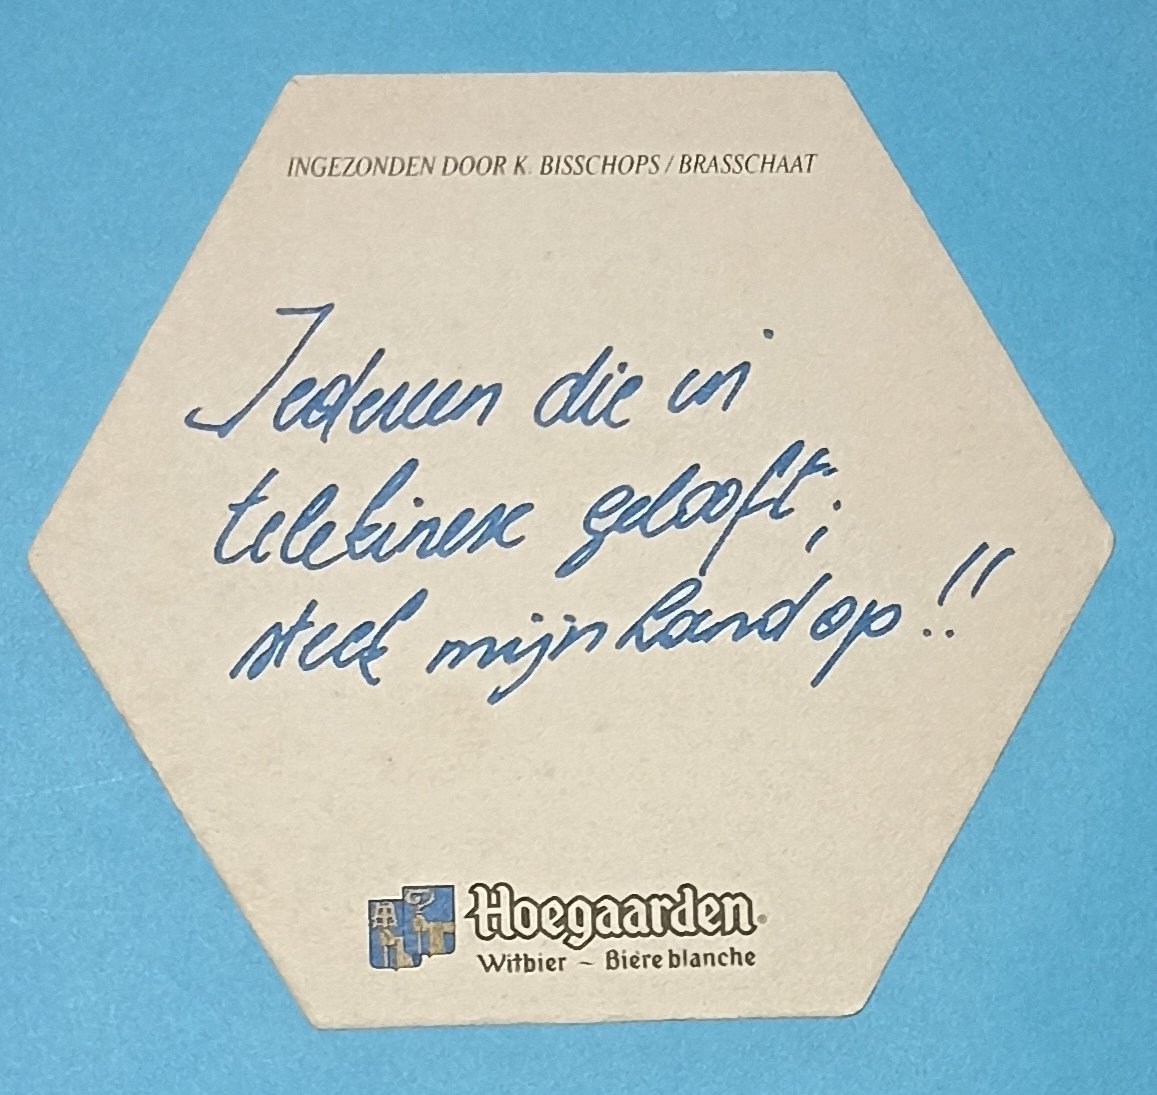 INGEZONDEN DOOR K. BISSCHOPS / BRASSCHAAT
Iedereen die in
telekinese gelooft;
steek mijn hand op!!
Hoegaarden
Witbier ~ Bière blanche